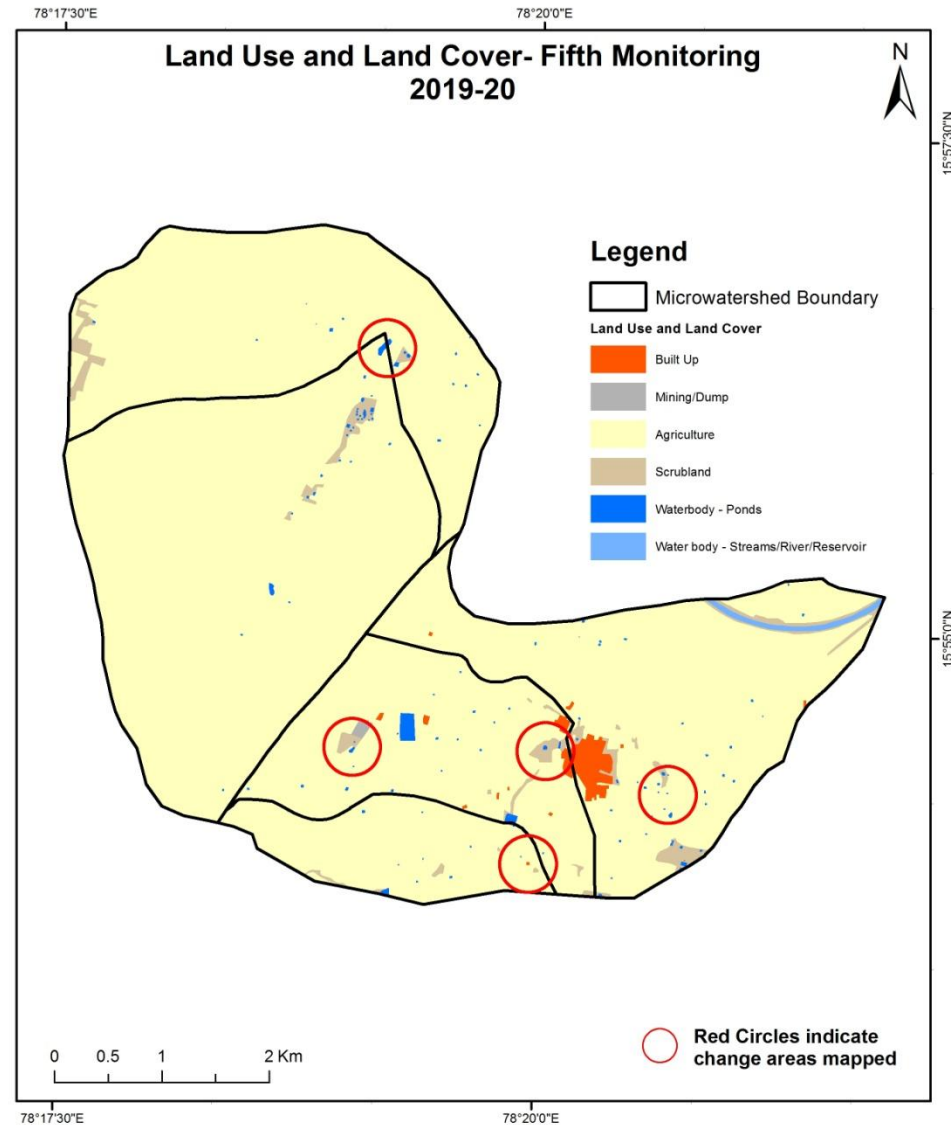 78°17'30"E
78°20'0"E
Land Use and Land Cover- Fifth Monitoring
2019-20
N
15°57'30"N
Legend
Microwatershed Boundary
Land Use and Land Cover
Built Up
Mining/Dump
Agriculture
Scrubland
Waterbody - Ponds
Water body - Streams/River/Reservoir
15°55'0"N
Red Circles indicate
change areas mapped
0 0.5 1 2 Km
78°17'30"E
78°20'0"E